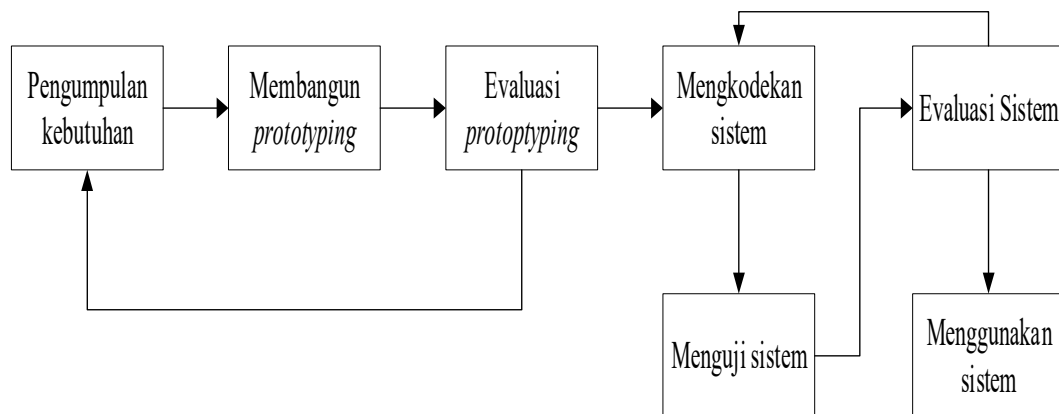 Pengumpulan
kebutuhan
Membangun
prototyping
Evaluasi
protoptyping
Mengkodekan
sistem
Evaluasi Sistem
Menguji sistem
Menggunakan
sistem